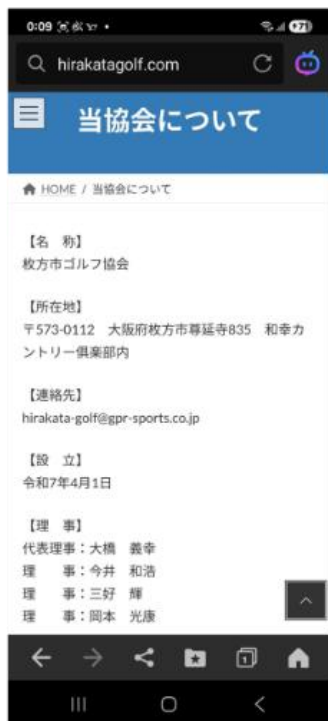 0:09
71
hirakatagolf.com
当協会について
HOME / 当協会について
【名　称】
枚方市ゴルフ協会
【所在地】
〒573-0112　大阪府枚方市尊延寺835　和幸カ
ントリー倶楽部内
【連絡先】
hirakata-golf@gpr-sports.co.jp
【設　立】
令和7年4月1日
【理　事】
代表理事：大橋　義幸
理　　事：今井　和浩
理　　事：三好　輝
理　　事：岡本　光康
1